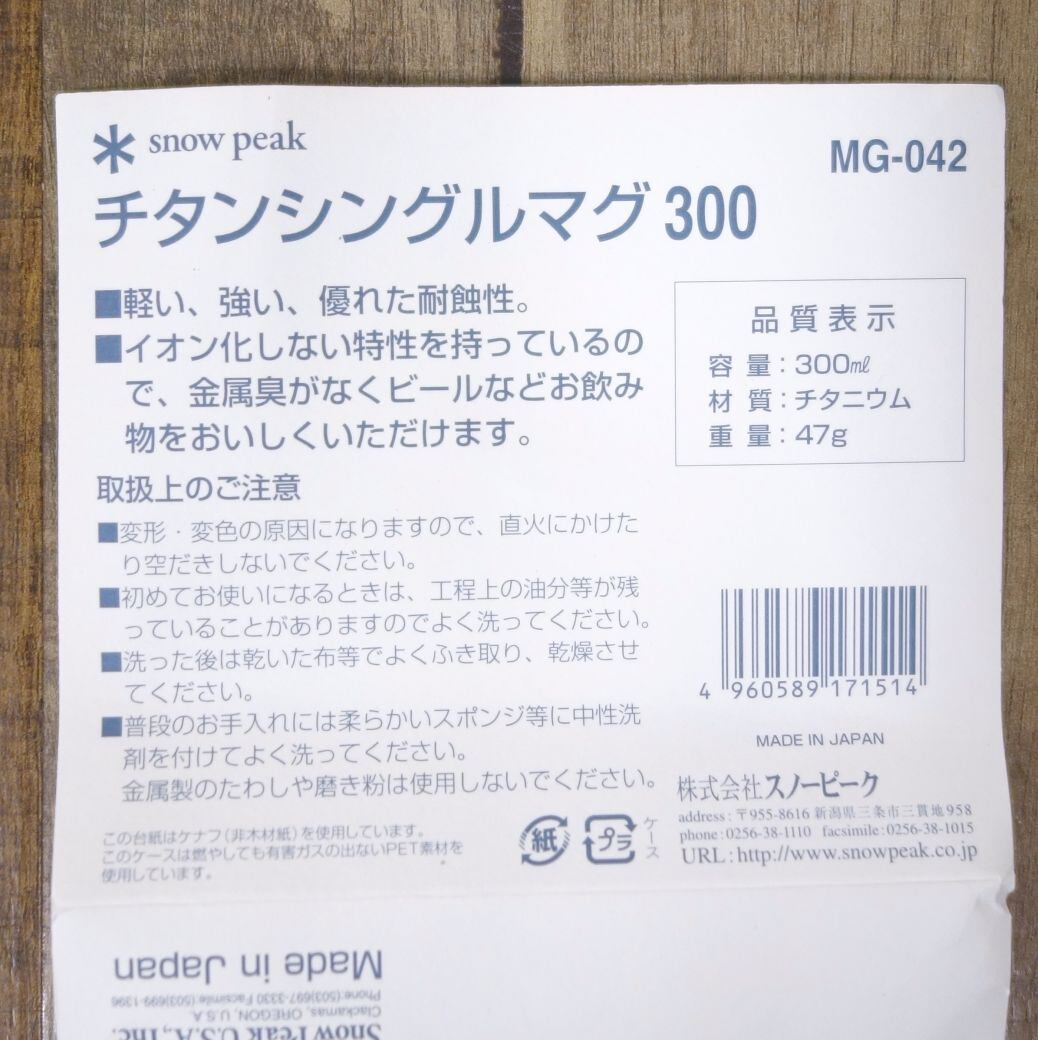 snow peak
MG-042
チタンシングルマグ 300
■軽い、強い、優れた耐蝕性。
■イオン化しない特性を持っているの
で、金属臭がなくビールなどお飲み
物をおいしくいただけます。
品質表示
容量：300㎖
材質：チタニウム
重量：47g
取扱上のご注意
■変形・変色の原因になりますので、直火にかけた
り空だきしないでください。
■初めてお使いになるときは、工程上の油分等が残
っていることがありますのでよく洗ってください。
■洗った後は乾いた布等でよくふき取り、乾燥させ
てください。
■普段のお手入れには柔らかいスポンジ等に中性洗
剤を付けてよく洗ってください。
金属製のたわしや磨き粉は使用しないでください。
4 960589 171514
MADE IN JAPAN
株式会社スノーピーク
address：〒955-8616 新潟県三条市三貫地958
phone：0256-38-1110 facsimile：0256-38-1015
URL：http://www.snowpeak.co.jp
この台紙はケナフ（非木材紙）を使用しています。
このケースは燃やしても有害ガスの出ないPET素材を
使用しています。
紙
プラ
ケース
Made in Japan
Phone:(503)697-3330 Facsimile:(503)699-1396
Clackamas, OREGON, U.S.A.
Snow Peak U.S.A., Inc.